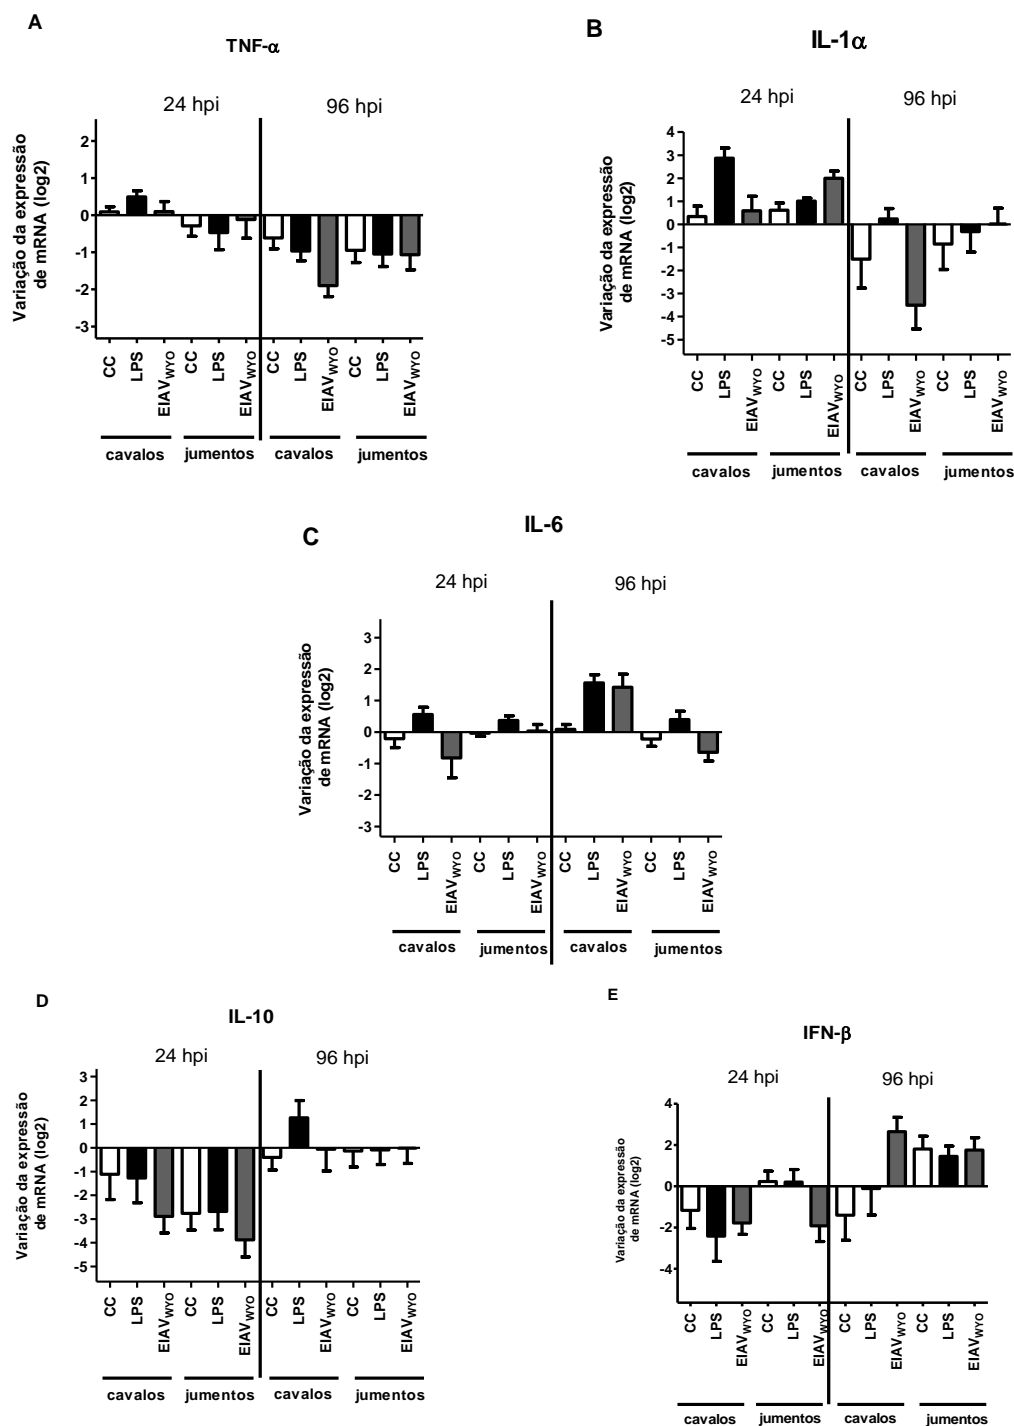 A
TNF-α
24 hpi 96 hpi
Variação da expressão
de mRNA (log2)
2
1
0
-1
-2
-3
CC LPS EIAVWYO CC LPS EIAVWYO CC LPS EIAVWYO CC LPS EIAVWYO
cavalos jumentos cavalos jumentos
B
IL-1α
24 hpi 96 hpi
Variação da expressão
de mRNA (log2)
4
3
2
1
0
-1
-2
-3
-4
-5
CC LPS EIAVWYO CC LPS EIAVWYO CC LPS EIAVWYO CC LPS EIAVWYO
cavalos jumentos cavalos jumentos
C
IL-6
24 hpi 96 hpi
Variação da expressão
de mRNA (log2)
3
2
1
0
-1
-2
-3
CC LPS EIAVWYO CC LPS EIAVWYO CC LPS EIAVWYO CC LPS EIAVWYO
cavalos jumentos cavalos jumentos
D
IL-10
24 hpi 96 hpi
Variação da expressão
de mRNA (log2)
3
2
1
0
-1
-2
-3
-4
-5
CC LPS EIAVWYO CC LPS EIAVWYO CC LPS EIAVWYO CC LPS EIAVWYO
cavalos jumentos cavalos jumentos
E
IFN-β
24 hpi 96 hpi
Variação da expressão
de mRNA (log2)
4
2
0
-2
-4
CC LPS EIAVWYO CC LPS EIAVWYO CC LPS EIAVWYO CC LPS EIAVWYO
cavalos jumentos cavalos jumentos